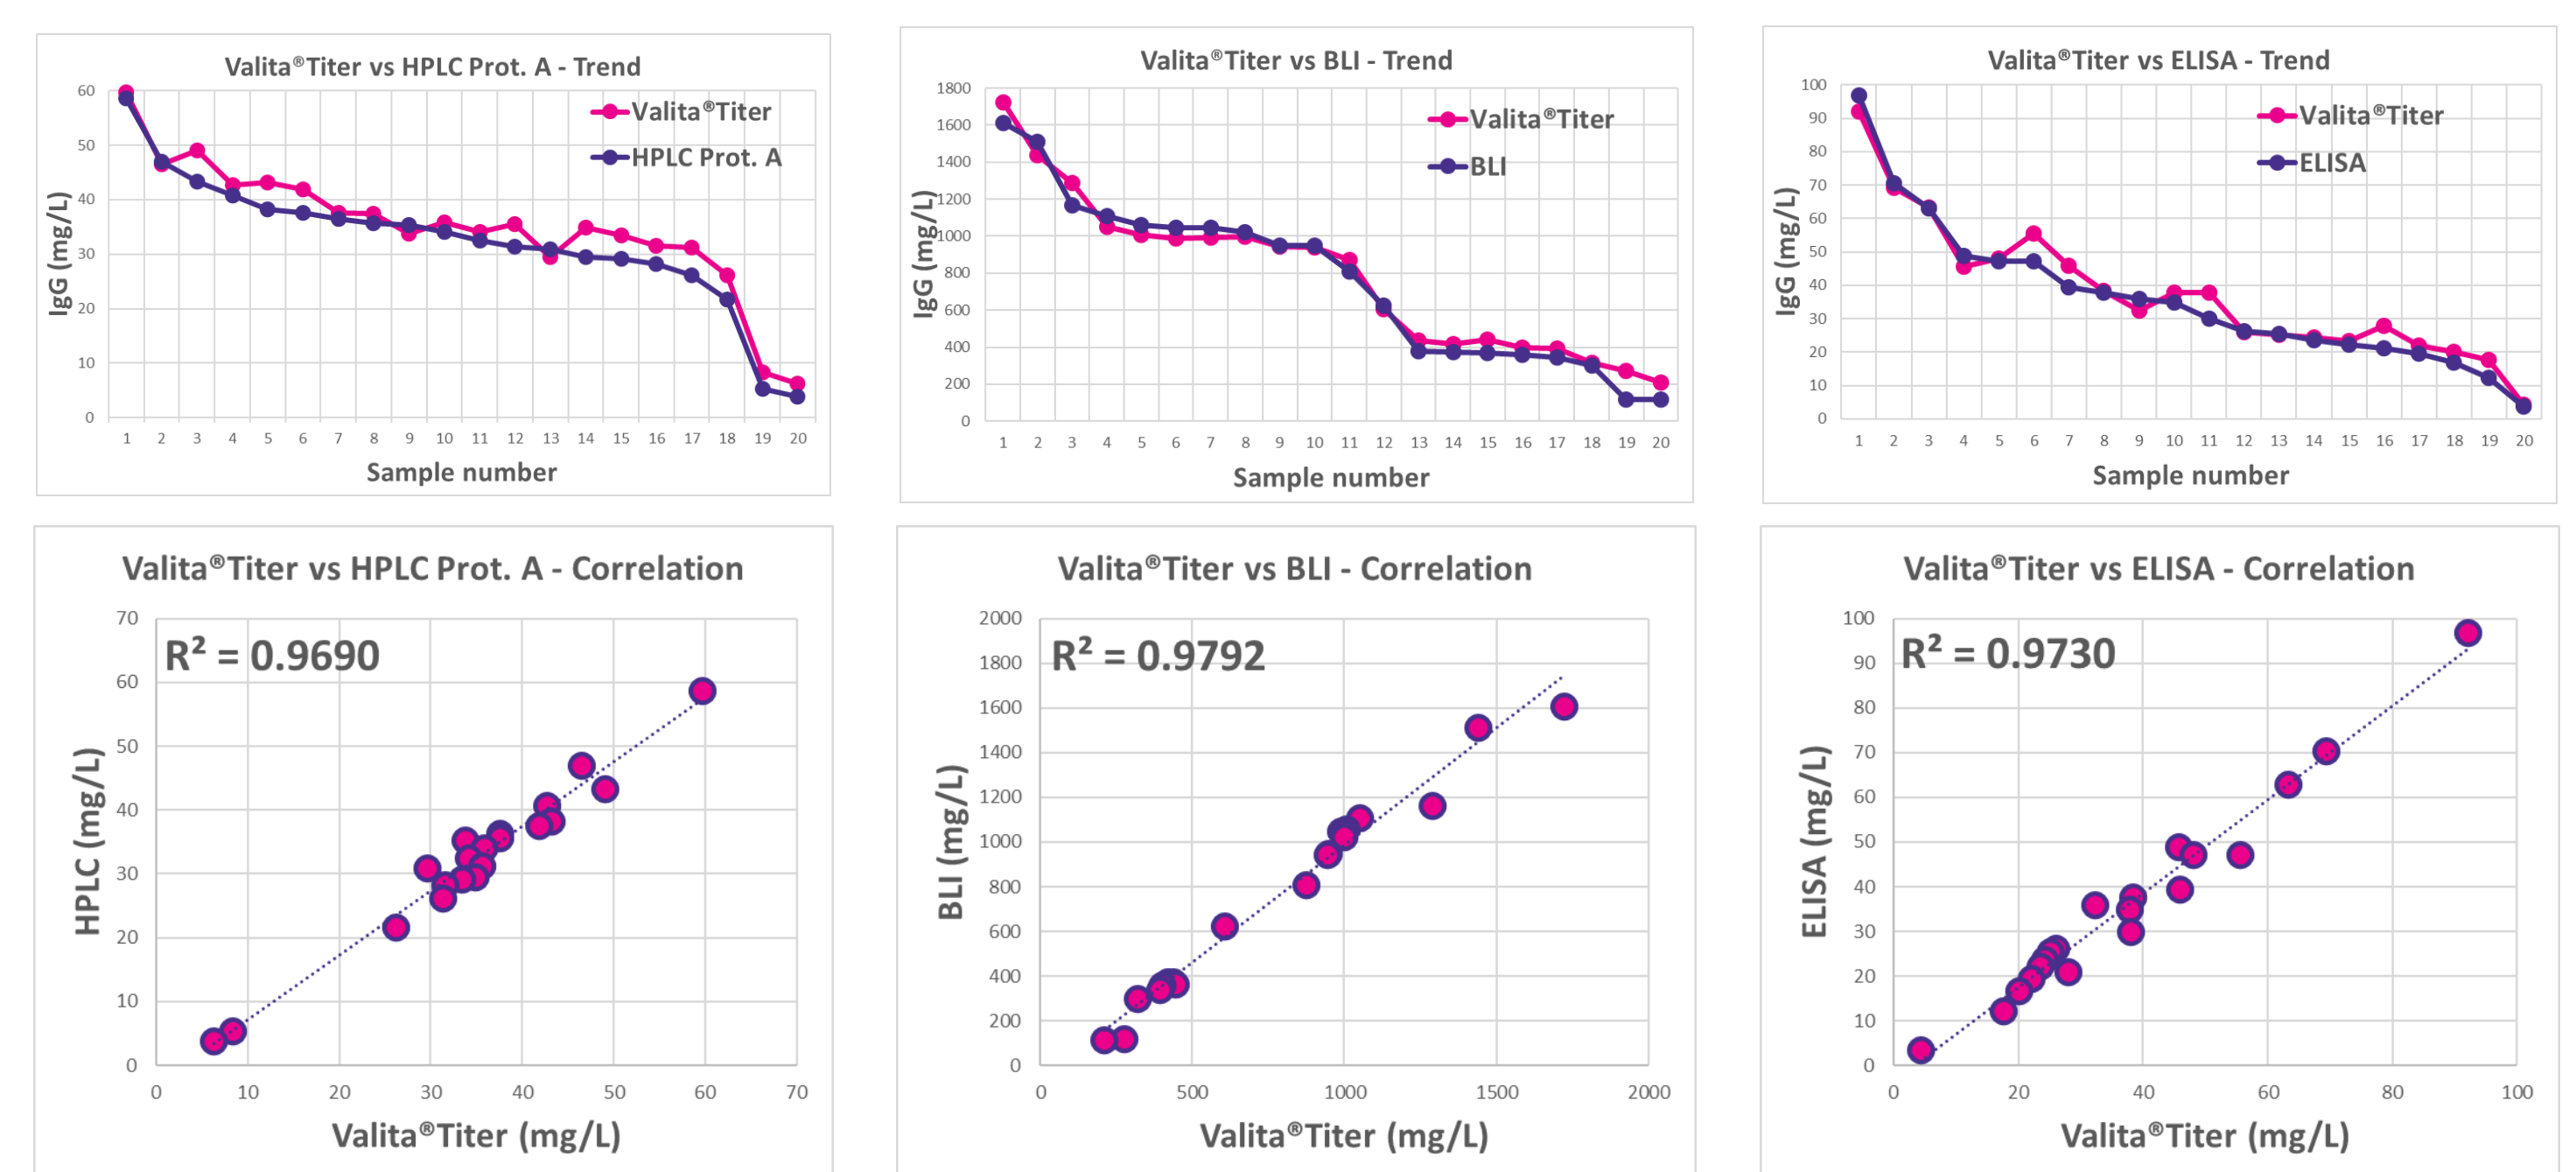 Valita®Titer vs HPLC Prot. A - Trend
60
50
40
30
20
10
0
IgG (mg/L)
Valita®Titer
HPLC Prot. A
1 2 3 4 5 6 7 8 9 10 11 12 13 14 15 16 17 18 19 20
Sample number
Valita®Titer vs BLI - Trend
1800
1600
1400
1200
1000
800
600
400
200
0
IgG (mg/L)
Valita®Titer
BLI
1 2 3 4 5 6 7 8 9 10 11 12 13 14 15 16 17 18 19 20
Sample number
Valita®Titer vs ELISA - Trend
100
90
80
70
60
50
40
30
20
10
0
IgG (mg/L)
Valita®Titer
ELISA
1 2 3 4 5 6 7 8 9 10 11 12 13 14 15 16 17 18 19 20
Sample number
Valita®Titer vs HPLC Prot. A - Correlation
R² = 0.9690
70
60
50
40
30
20
10
0
HPLC (mg/L)
0 10 20 30 40 50 60 70
Valita®Titer (mg/L)
Valita®Titer vs BLI - Correlation
R² = 0.9792
2000
1800
1600
1400
1200
1000
800
600
400
200
0
BLI (mg/L)
0 500 1000 1500 2000
Valita®Titer (mg/L)
Valita®Titer vs ELISA - Correlation
R² = 0.9730
100
90
80
70
60
50
40
30
20
10
0
ELISA (mg/L)
0 20 40 60 80 100
Valita®Titer (mg/L)